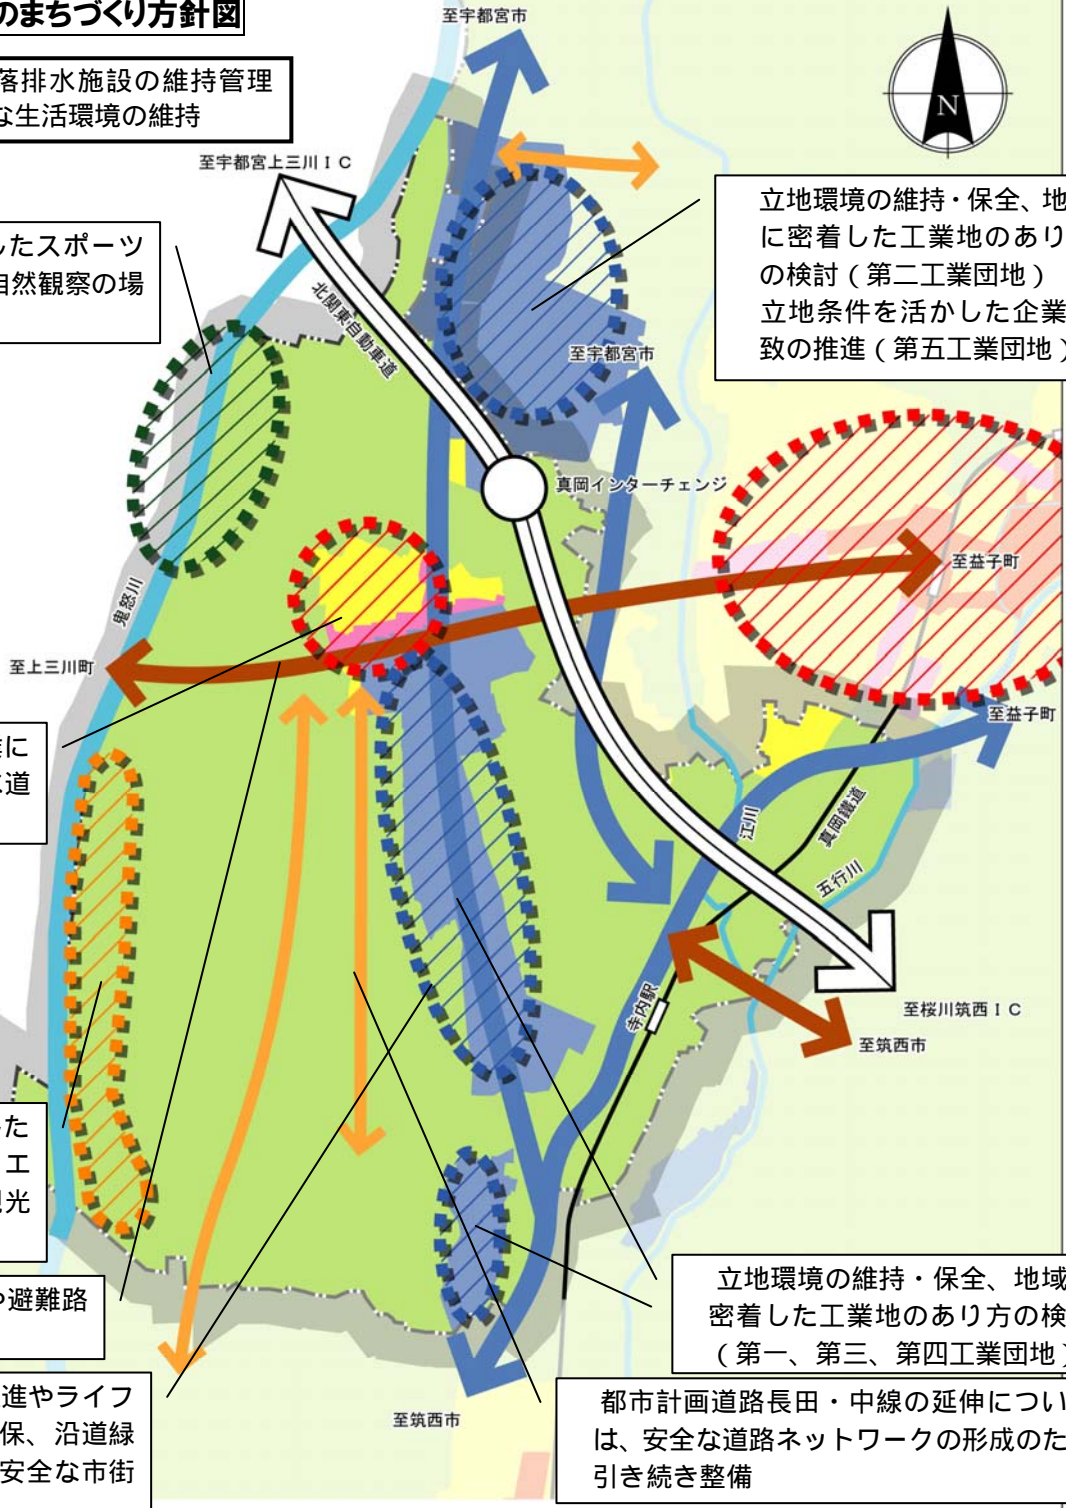 のまちづくり方針図
至宇都宮市
落排水施設の維持管理
な生活環境の維持
N
至宇都宮上三川ＩＣ
立地環境の維持・保全、地
に密着した工業地のあり
の検討（第二工業団地）
立地条件を活かした企業
致の推進（第五工業団地）
したスポーツ
自然観察の場
北関東自動車道
至宇都宮市
真岡インターチェンジ
至益子町
鬼怒川
至上三川町
至益子町
業に
水道
江川
真岡鐵道
五行川
寺内駅
至桜川筑西ＩＣ
至筑西市
た
エ
観光
や避難路
立地環境の維持・保全、地域
密着した工業地のあり方の検
（第一、第三、第四工業団地）
進やライフ
保、沿道緑
安全な市街
至筑西市
都市計画道路長田・中線の延伸につい
は、安全な道路ネットワークの形成のた
引き続き整備